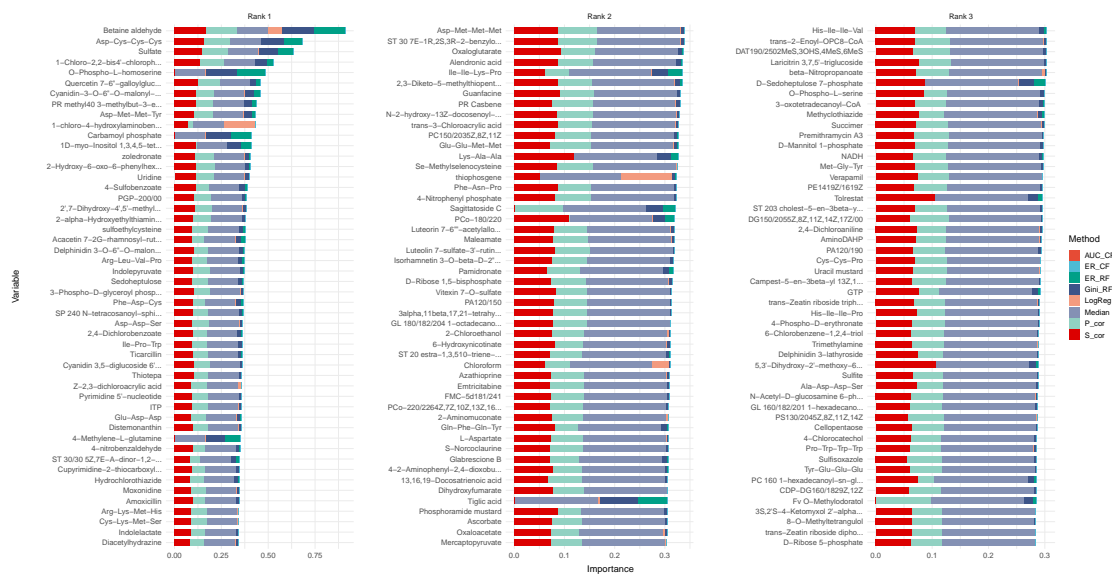 Rank 1
Betaine aldehyde
Asp−Cys−Cys−Cys
Sulfate
1−Chloro−2,2−bis4'−chloroph...
O−Phospho−L−homoserine
Quercetin 7−6''−galloylgluc...
Cyanidin−3−O−6''−O−malonyl−...
PR methyl40 3−methylbut−3−e...
Asp−Met−Met−Tyr
1−chloro−4−hydroxylaminoben...
Carbamoyl phosphate
1D−myo−Inositol 1,3,4,5−tet...
zoledronate
2−Hydroxy−6−oxo−6−phenylhex...
Uridine
4−Sulfobenzoate
PGP−200/00
2',7−Dihydroxy−4',5'−methyl...
2−alpha−Hydroxyethylthiamin...
sulfoethylcysteine
Acacetin 7−2G−rhamnosyl−rut...
Delphinidin 3−O−6''−O−malon...
Arg−Leu−Val−Pro
Indolepyruvate
Sedoheptulose
3−Phospho−D−glyceroyl phosp...
Phe−Asp−Cys
SP 240 N−tetracosanoyl−sphi...
Asp−Asp−Ser
2,4−Dichlorobenzoate
Ile−Pro−Trp
Ticarcillin
Cyanidin 3,5−diglucoside 6'...
Thiotepa
Z−2,3−dichloroacrylic acid
Pyrimidine 5'−nucleotide
ITP
Glu−Asp−Asp
Distemonanthin
4−Methylene−L−glutamine
4−nitrobenzaldehyde
ST 30/30 5Z,7E−A−dinor−1,2−...
Cupyrimidine−2−thiocarboxyl...
Hydrochlorothiazide
Moxonidine
Amoxicillin
Arg−Lys−Met−His
Cys−Lys−Met−Ser
Indolelactate
Diacetylhydrazine
0.00 0.25 0.50 0.75
Rank 2
Asp−Met−Met−Met
ST 30 7E−1R,2S,3R−2−benzylo...
Oxaloglutarate
Alendronic acid
Ile−Ile−Lys−Pro
2,3−Diketo−5−methylthiopent...
Guanfacine
PR Casbene
N−2−hydroxy−13Z−docosenoyl−...
trans−3−Chloroacrylic acid
PC150/2035Z,8Z,11Z
Glu−Glu−Met−Met
Lys−Ala−Ala
Se−Methylselenocysteine
thiophosgene
Phe−Asn−Pro
4−Nitrophenyl phosphate
Sagittatoside C
PCo−180/220
Luteorin 7−6''''−acetylallo...
Maleamate
Luteolin 7−sulfate−3'−rutin...
Isorhamnetin 3−O−beta−D−2''...
Pamidronate
D−Ribose 1,5−bisphosphate
Vitexin 7−O−sulfate
PA120/150
3alpha,11beta,17,21−tetrahy...
GL 180/182/204 1−octadecano...
2−Chloroethanol
6−Hydroxynicotinate
ST 20 estra−1,3,510−triene−...
Chloroform
Azathioprine
Emtricitabine
FMC−5d181/241
PCo−220/2264Z,7Z,10Z,13Z,16...
2−Aminomuconate
Gln−Phe−Gln−Tyr
L−Aspartate
S−Norcoclaurine
Glabrescione B
4−2−Aminophenyl−2,4−dioxobu...
13,16,19−Docosatrienoic acid
Dihydroxyfumarate
Tiglic acid
Phosphoramide mustard
Ascorbate
Oxaloacetate
Mercaptopyruvate
0.0 0.1 0.2 0.3
Rank 3
His−Ile−Ile−Val
trans−2−Enoyl−OPC8−CoA
DAT190/2502MeS,3OHS,4MeS,6MeS
Laricitrin 3,7,5'−triglucoside
beta−Nitropropanoate
D−Sedoheptulose 7−phosphate
O−Phospho−L−serine
3−oxotetradecanoyl−CoA
Methyclothiazide
Succimer
Premithramycin A3
D−Mannitol 1−phosphate
NADH
Met−Gly−Tyr
Verapamil
PE1419Z/1619Z
Tolrestat
ST 203 cholest−5−en−3beta−y...
DG150/2055Z,8Z,11Z,14Z,17Z/00
2,4−Dichloroaniline
AminoDAHP
PA120/190
Cys−Cys−Pro
Uracil mustard
Campest−5−en−3beta−yl 13Z,1...
GTP
trans−Zeatin riboside triph...
His−Ile−Ile−Pro
4−Phospho−D−erythronate
6−Chlorobenzene−1,2,4−triol
Trimethylamine
Delphinidin 3−lathyroside
5,3'−Dihydroxy−2'−methoxy−6...
Sulfite
Ala−Asp−Asp−Ser
N−Acetyl−D−glucosamine 6−ph...
GL 160/182/201 1−hexadecano...
PS130/2045Z,8Z,11Z,14Z
Cellopentaose
4−Chlorocatechol
Pro−Trp−Trp−Trp
Sulfisoxazole
Tyr−Glu−Glu−Glu
PC 160 1−hexadecanoyl−sn−gl...
CDP−DG160/1829Z,12Z
Fv O−Methylodoratol
3S,2'S−4−Ketomyxol 2'−alpha...
8−O−Methyltetrangulol
trans−Zeatin riboside dipho...
D−Ribose 5−phosphate
0.0 0.1 0.2 0.3
Variable
Importance
Method
AUC_CF
ER_CF
ER_RF
Gini_RF
LogReg
Median
P_cor
S_cor